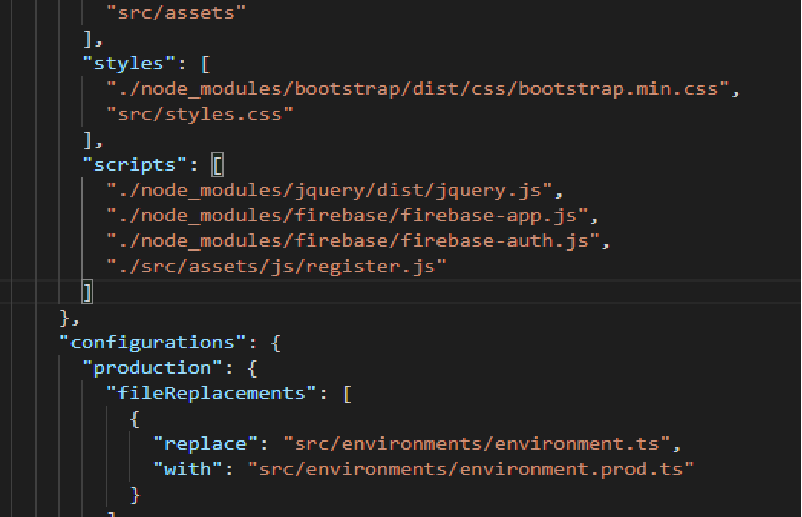 "src/assets"
],
"styles": [
"./node_modules/bootstrap/dist/css/bootstrap.min.css",
"src/styles.css"
],
"scripts": [
"./node_modules/jquery/dist/jquery.js",
"./node_modules/firebase/firebase-app.js",
"./node_modules/firebase/firebase-auth.js",
"./src/assets/js/register.js"
]
},
"configurations": {
"production": {
"fileReplacements": [
{
"replace": "src/environments/environment.ts",
"with": "src/environments/environment.prod.ts"
}